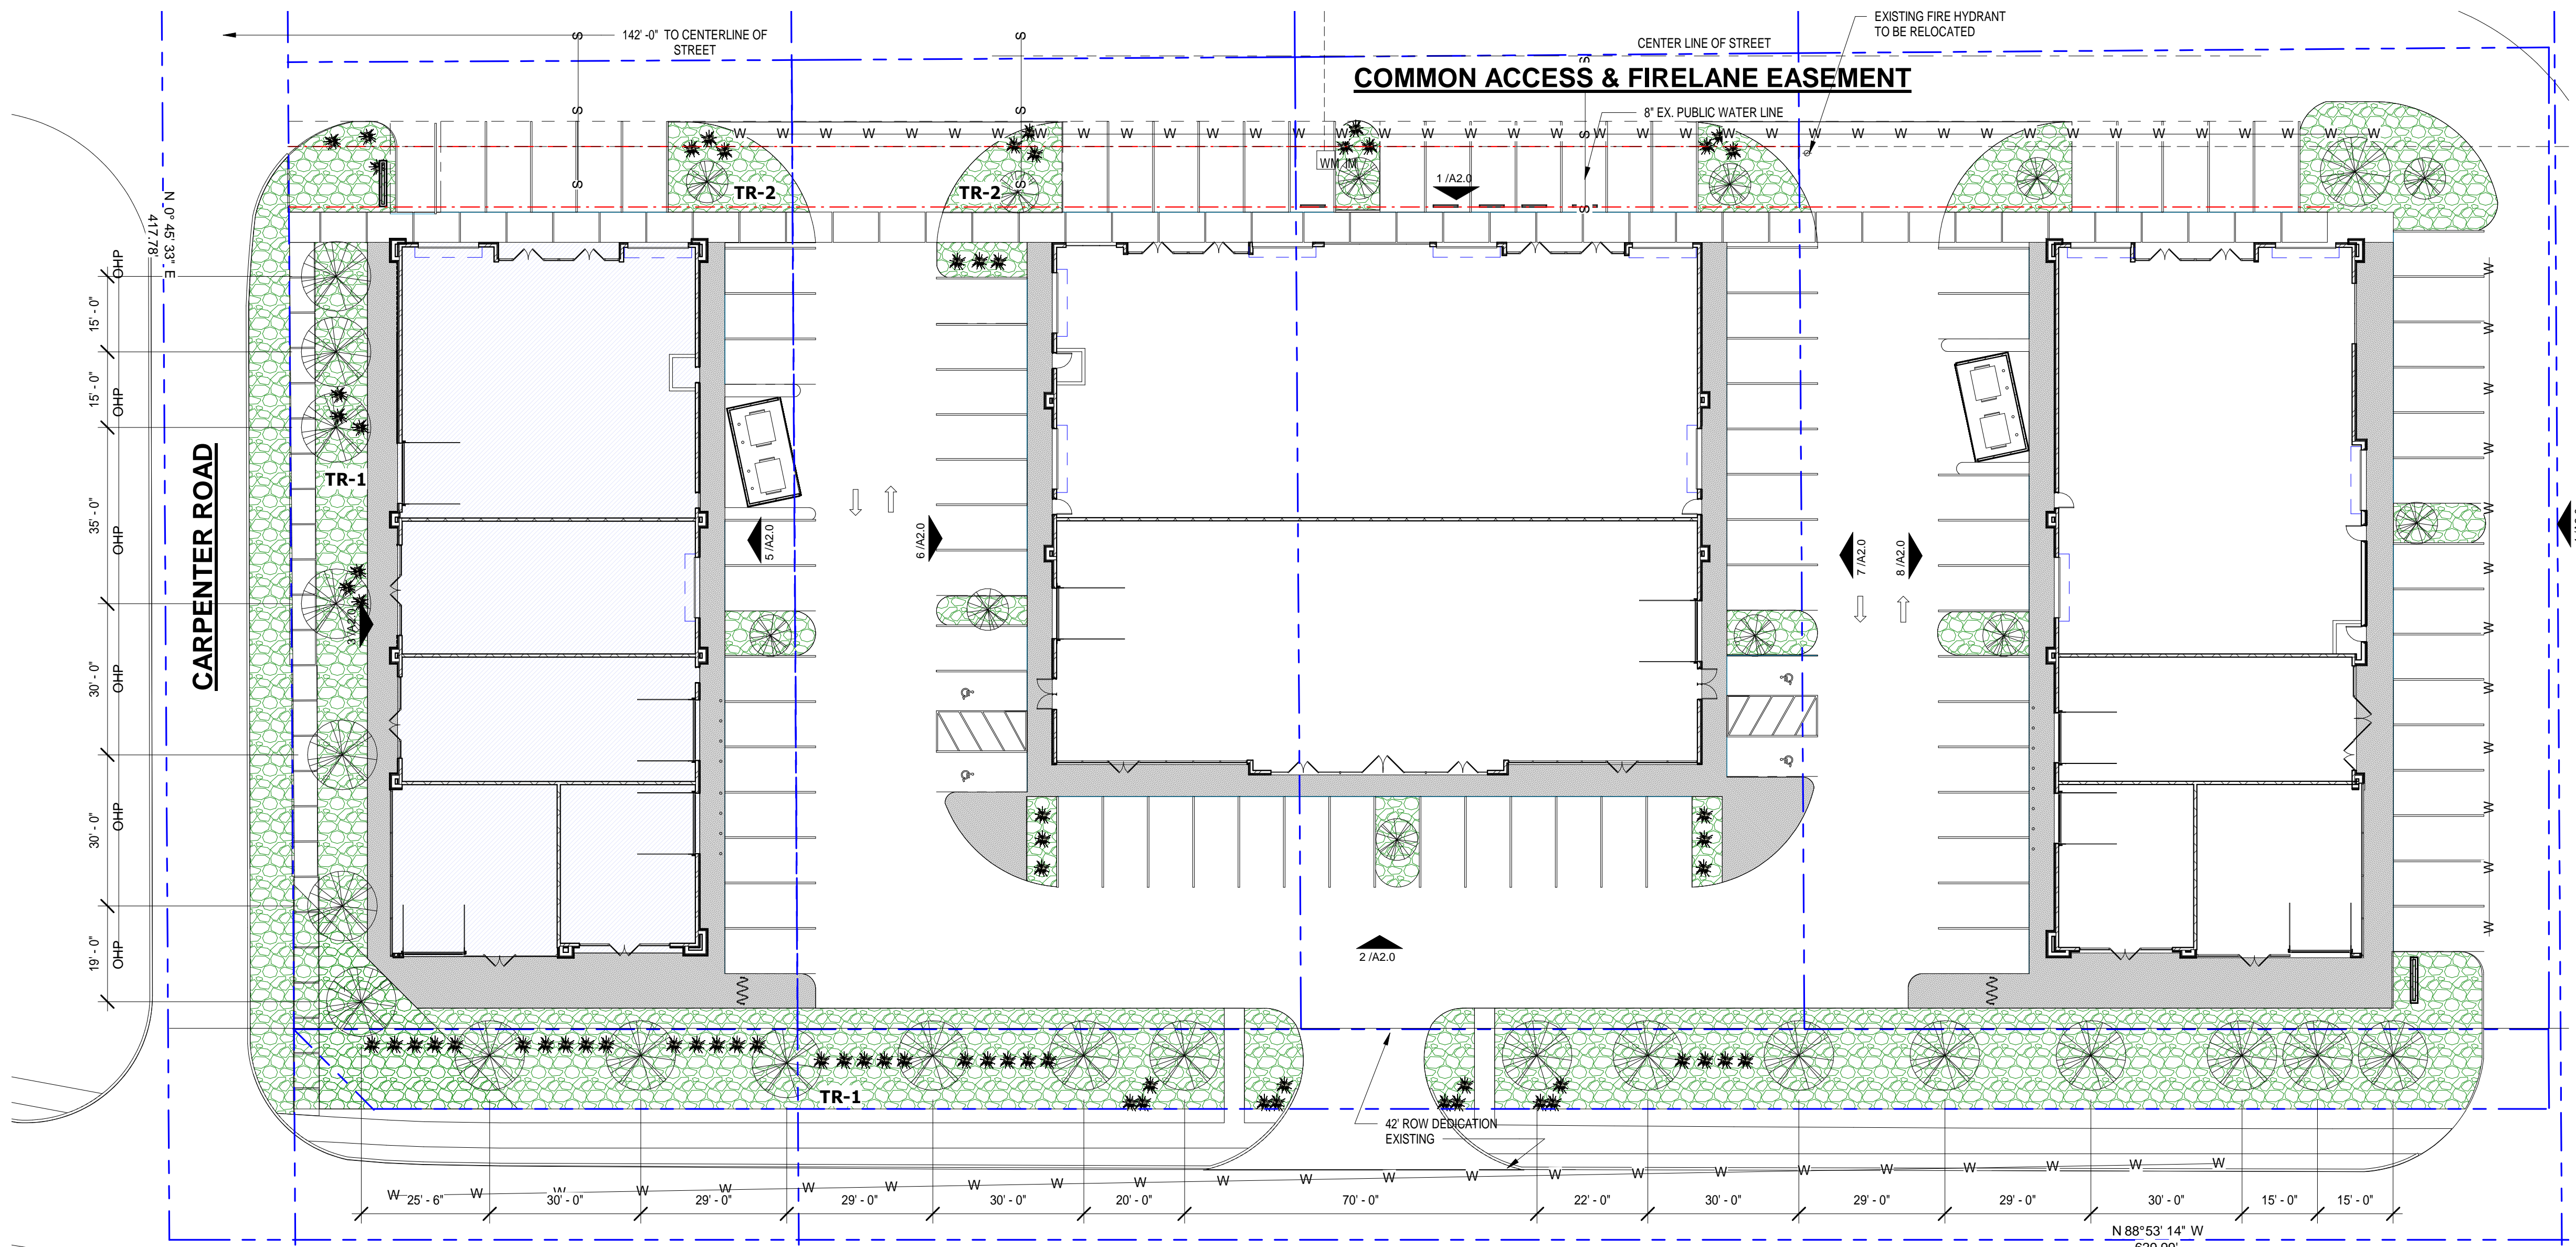 142' -0" TO CENTERLINE OF
STREET
CENTER LINE OF STREET
EXISTING FIRE HYDRANT
TO BE RELOCATED
COMMON ACCESS & FIRELANE EASEMENT
8" EX. PUBLIC WATER LINE
WM IM
1 /A2.0
TR-2
TR-2
N 0° 45' 33" E
417.78'
CARPENTER ROAD
OHP
15' - 0"
OHP
15' - 0"
OHP
35' - 0"
OHP
30' - 0"
OHP
30' - 0"
OHP
19' - 0"
TR-1
3 /A2.0
5 /A2.0
6 /A2.0
7 /A2.0
8 /A2.0
2 /A2.0
TR-1
42' ROW DEDICATION
EXISTING
25' - 6"
30' - 0"
29' - 0"
29' - 0"
30' - 0"
20' - 0"
70' - 0"
22' - 0"
30' - 0"
29' - 0"
29' - 0"
30' - 0"
15' - 0"
15' - 0"
N 88°53' 14" W